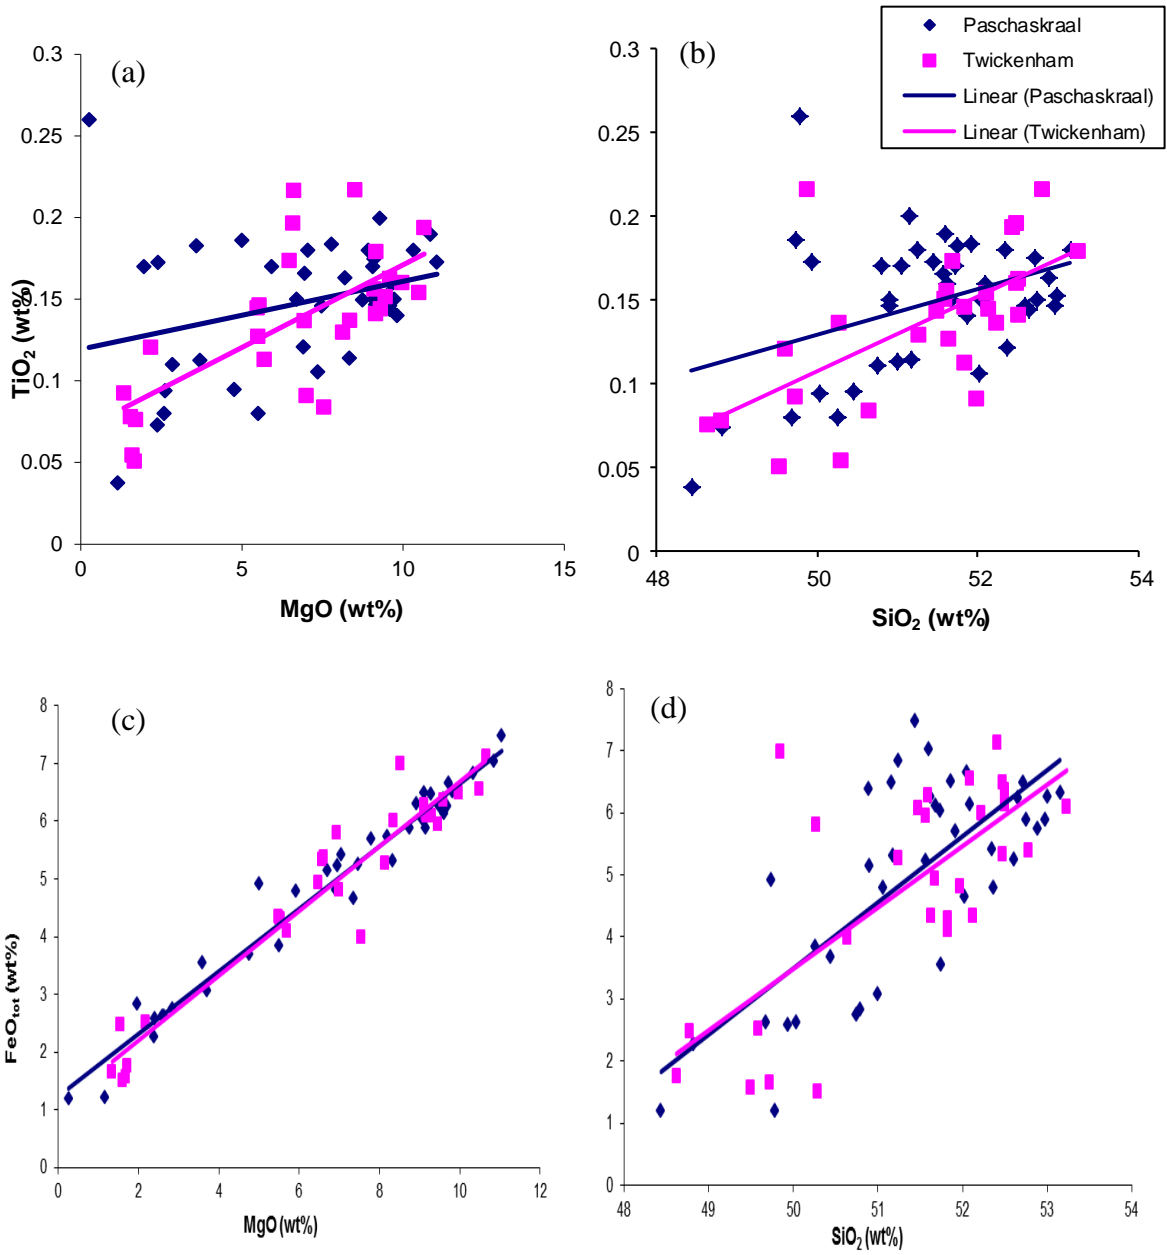 Paschaskraal
Twickenham
Linear (Paschaskraal)
Linear (Twickenham)
(a)
0.3
0.25
0.2
0.15
0.1
0.05
0
0 5 10 15
TiO2 (wt%)
MgO (wt%)
(b)
0.3
0.25
0.2
0.15
0.1
0.05
0
48 50 52 54
SiO2 (wt%)
(c)
8
7
6
5
4
3
2
1
0
0 2 4 6 8 10 12
FeOtot (wt%)
MgO (wt%)
(d)
8
7
6
5
4
3
2
1
0
48 49 50 51 52 53 54
SiO2 (wt%)